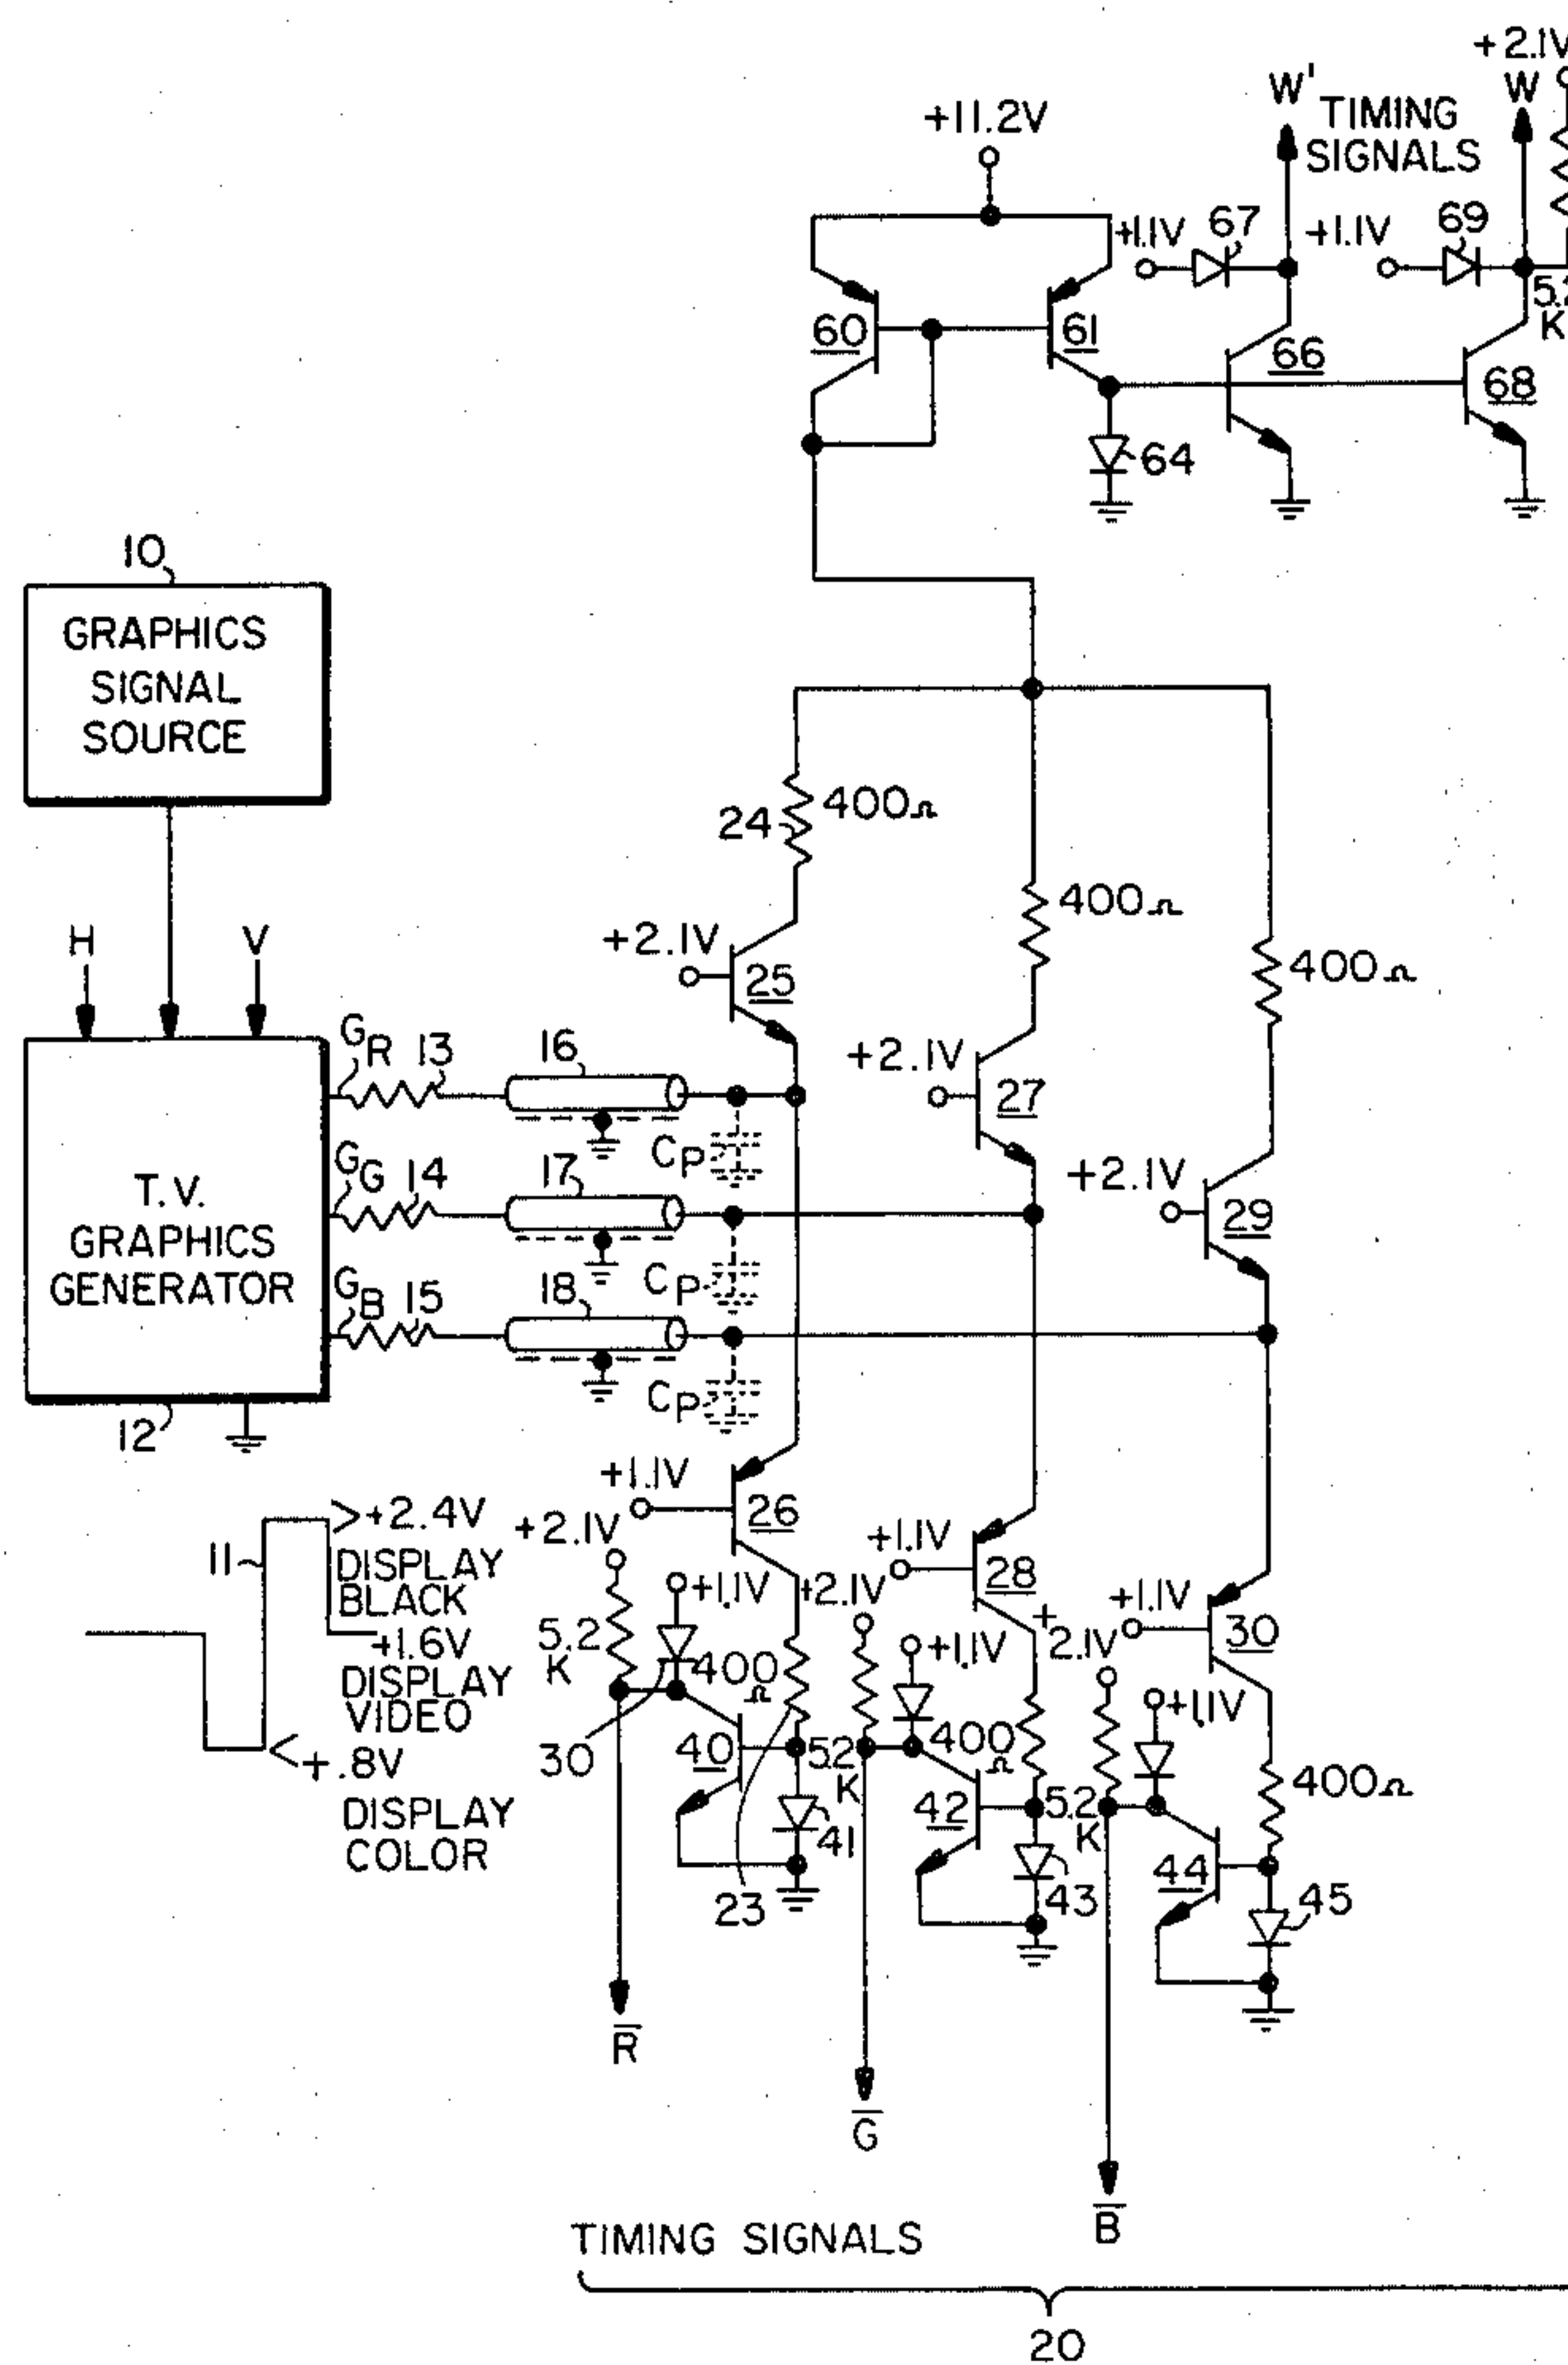 +2.1V
W'
W
TIMING
SIGNALS
+11.2V
+1.1V
67
+1.1V
69
5.2
K
60
61
66
68
64
10
GRAPHICS
SIGNAL
SOURCE
24
400Ω
400Ω
400Ω
H
V
+2.1V
25
+2.1V
27
+2.1V
29
GR
13
16
CP
GG
14
17
CP
GB
15
18
CP
T.V.
GRAPHICS
GENERATOR
12
+1.1V
26
+1.1V
28
+1.1V
30
11
>+2.4V
DISPLAY
BLACK
+1.6V
DISPLAY
VIDEO
<+.8V
DISPLAY
COLOR
+2.1V
5.2
K
+1.1V
400
Ω
30
40
41
23
+2.1V
52
K
+1.1V
400
Ω
42
43
+
2.1V
52
K
+1.1V
400Ω
44
45
R̅
G̅
B̅
TIMING SIGNALS
20